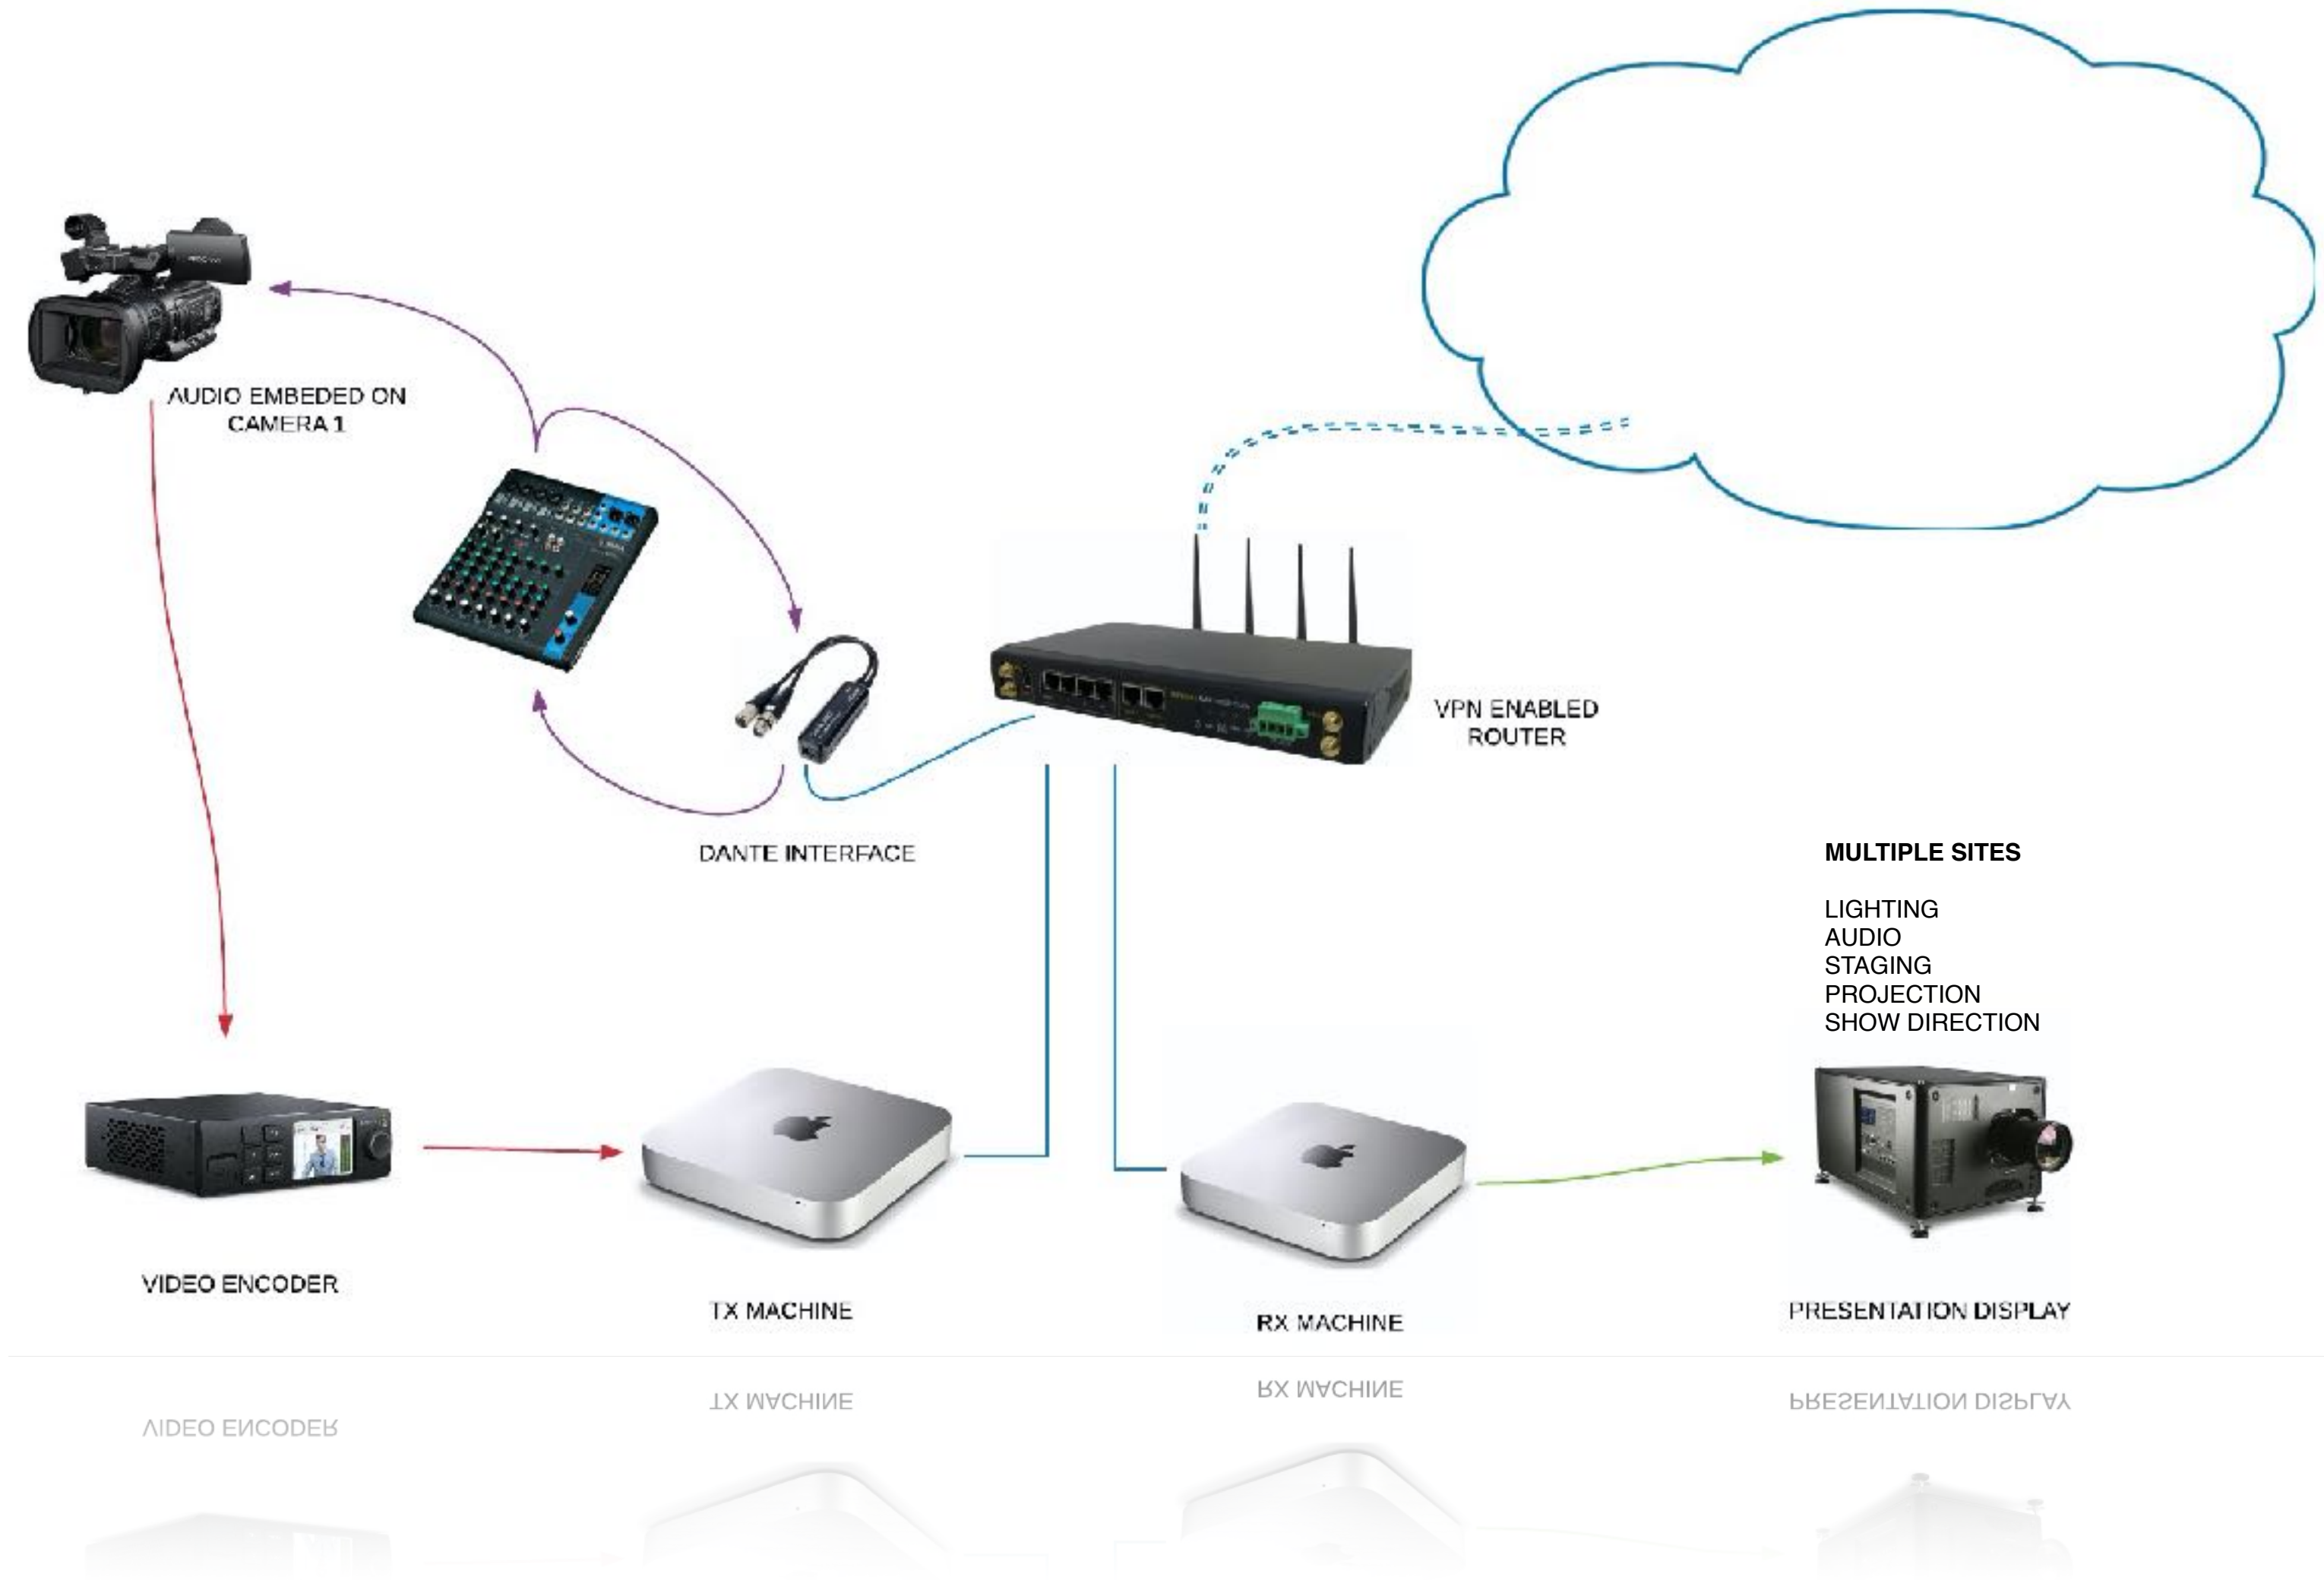 AUDIO EMBEDED ON
CAMERA 1
VPN ENABLED
ROUTER
DANTE INTERFACE
MULTIPLE SITES
LIGHTING
AUDIO
STAGING
PROJECTION
SHOW DIRECTION
VIDEO ENCODER
TX MACHINE
RX MACHINE
PRESENTATION DISPLAY
VIDEO ENCODER
TX MACHINE
RX MACHINE
PRESENTATION DISPLAY